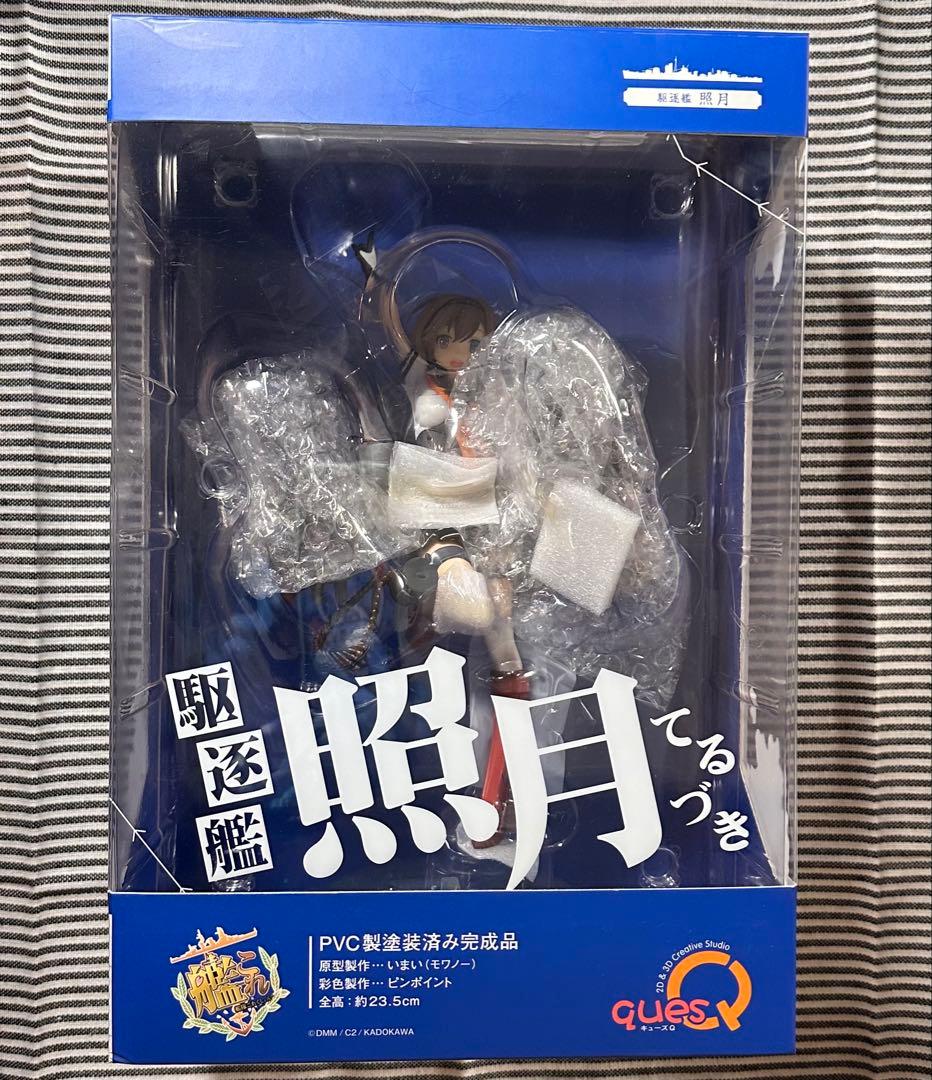 駆逐艦 照月
駆逐艦
照月
てるづき
艦これ
PVC製塗装済み完成品
原型製作…いまい(モワノー)
彩色製作…ピンポイント
全高:約23.5cm
©DMM / C2 / KADOKAWA
2D & 3D Creative Studio
quesQ
キューズQ